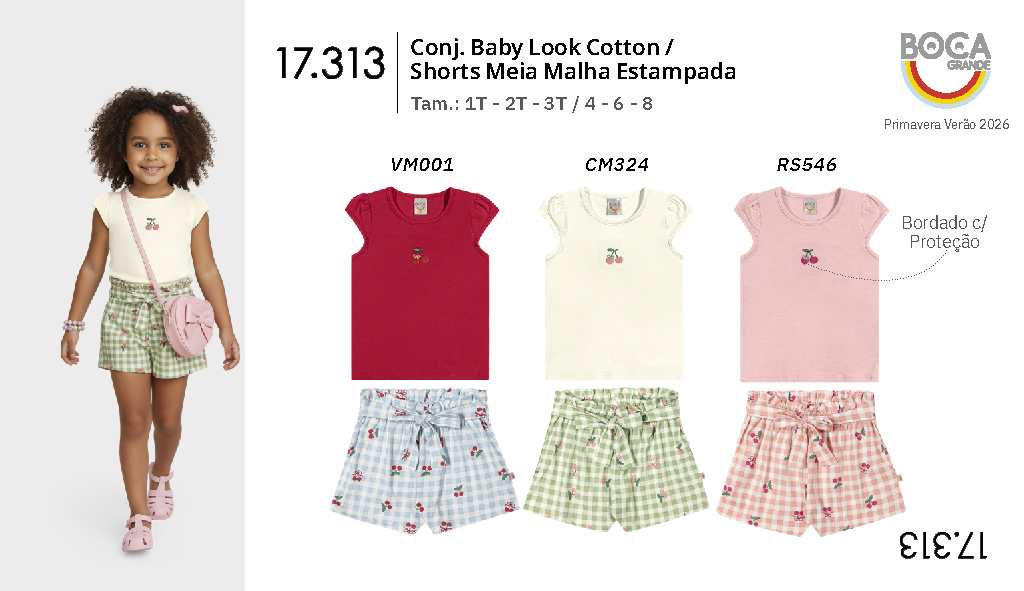 17.313
Conj. Baby Look Cotton /
Shorts Meia Malha Estampada
Tam.: 1T - 2T - 3T / 4 - 6 - 8
BOCA
GRANDE
Primavera Verão 2026
VM001
CM324
RS546
Bordado c/
Proteção
17.313